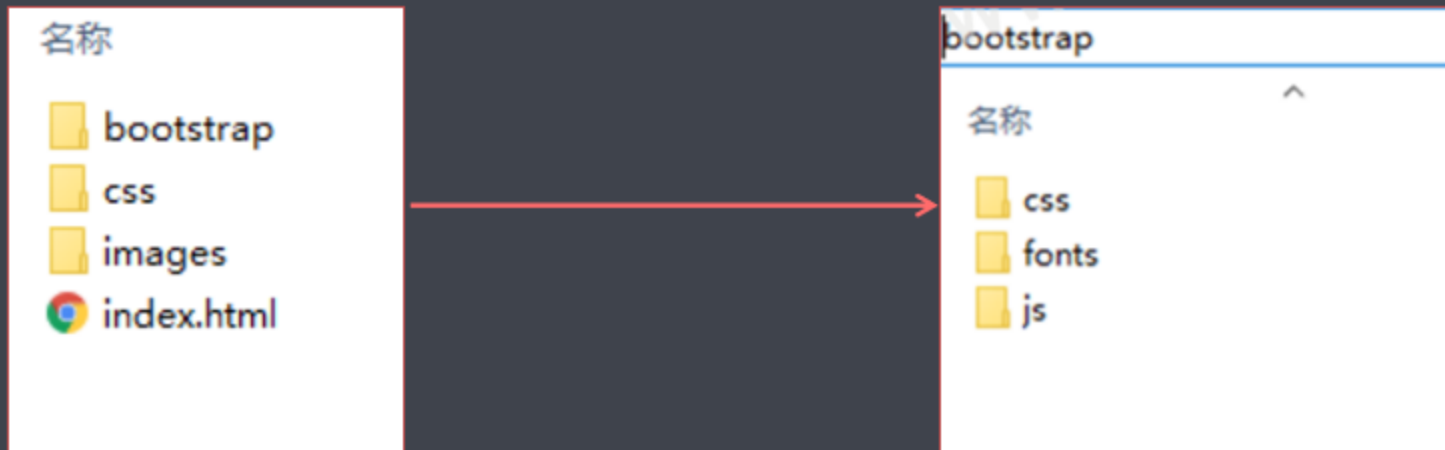 名称
bootstrap
css
images
index.html
bootstrap
名称
css
fonts
js